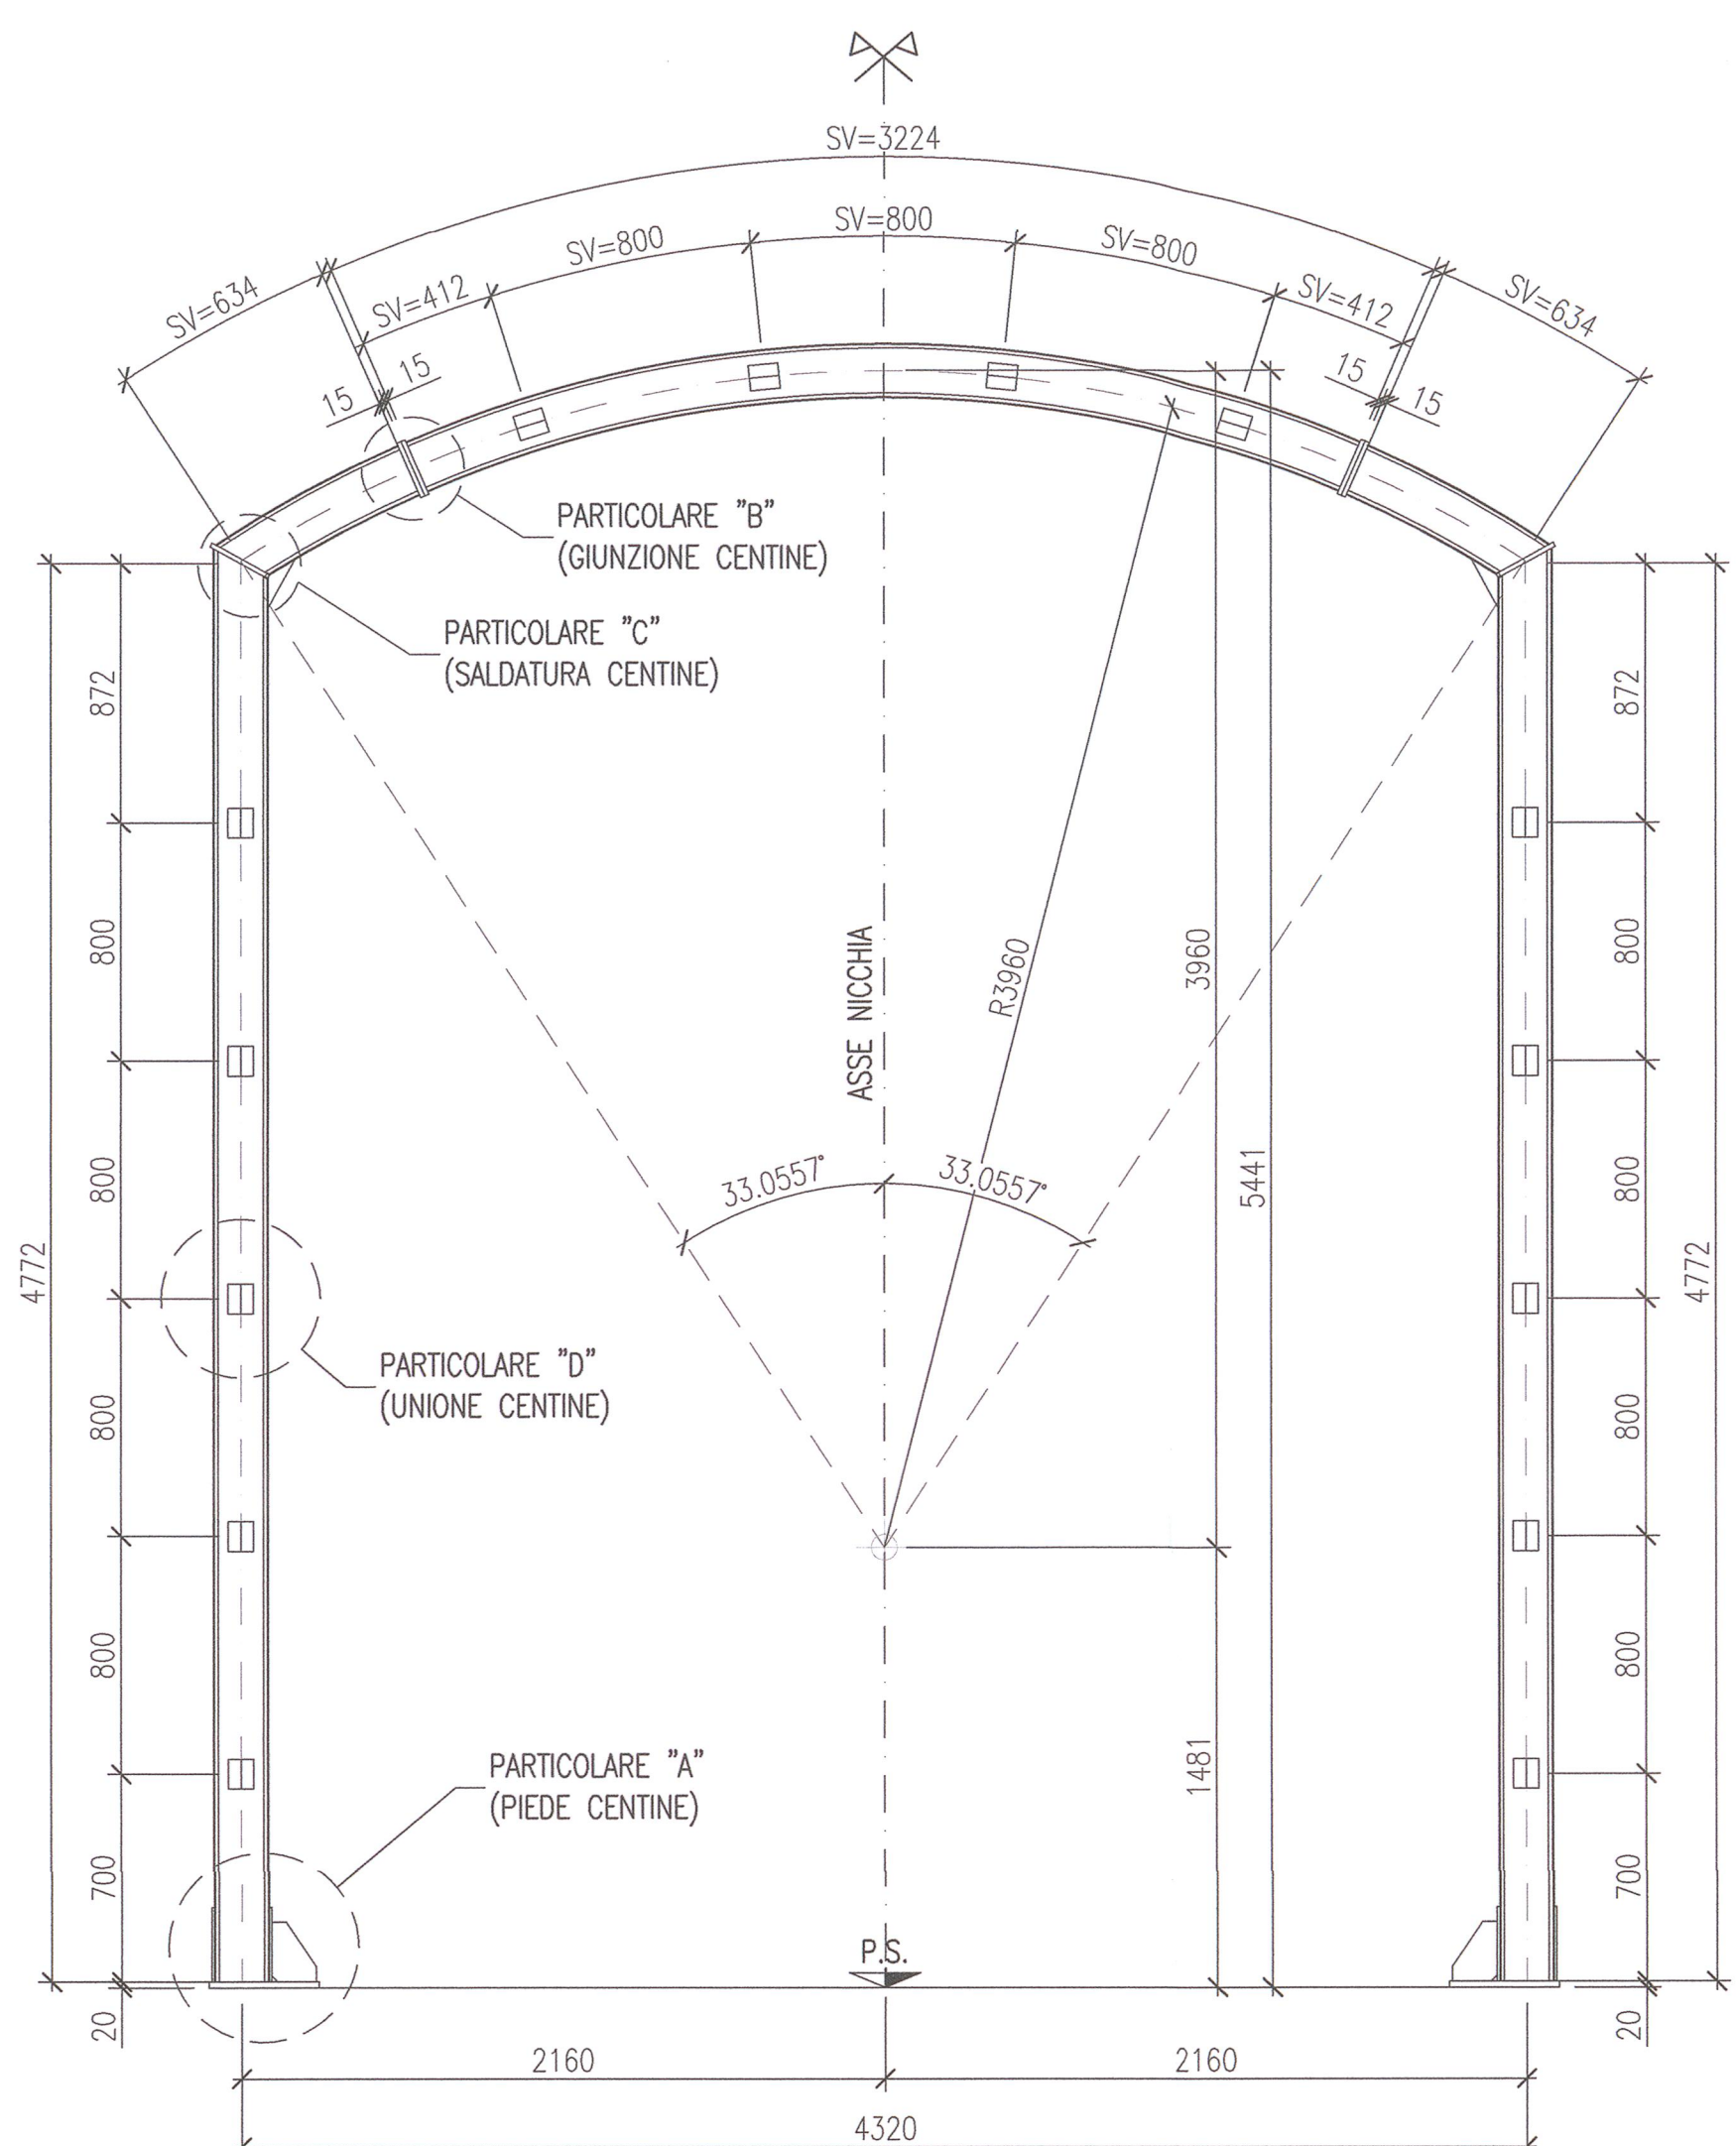 SV=3224
SV=800
SV=800
SV=800
SV=634
SV=412
SV=412
SV=634
15
15
15
15
PARTICOLARE "B"
(GIUNZIONE CENTINE)
PARTICOLARE "C"
(SALDATURA CENTINE)
872
872
800
800
ASSE NICCHIA
R3960
3960
800
800
33.0557°
33.0557°
5441
4772
4772
PARTICOLARE "D"
(UNIONE CENTINE)
800
800
800
800
PARTICOLARE "A"
(PIEDE CENTINE)
1481
700
700
P.S.
20
20
2160
2160
4320